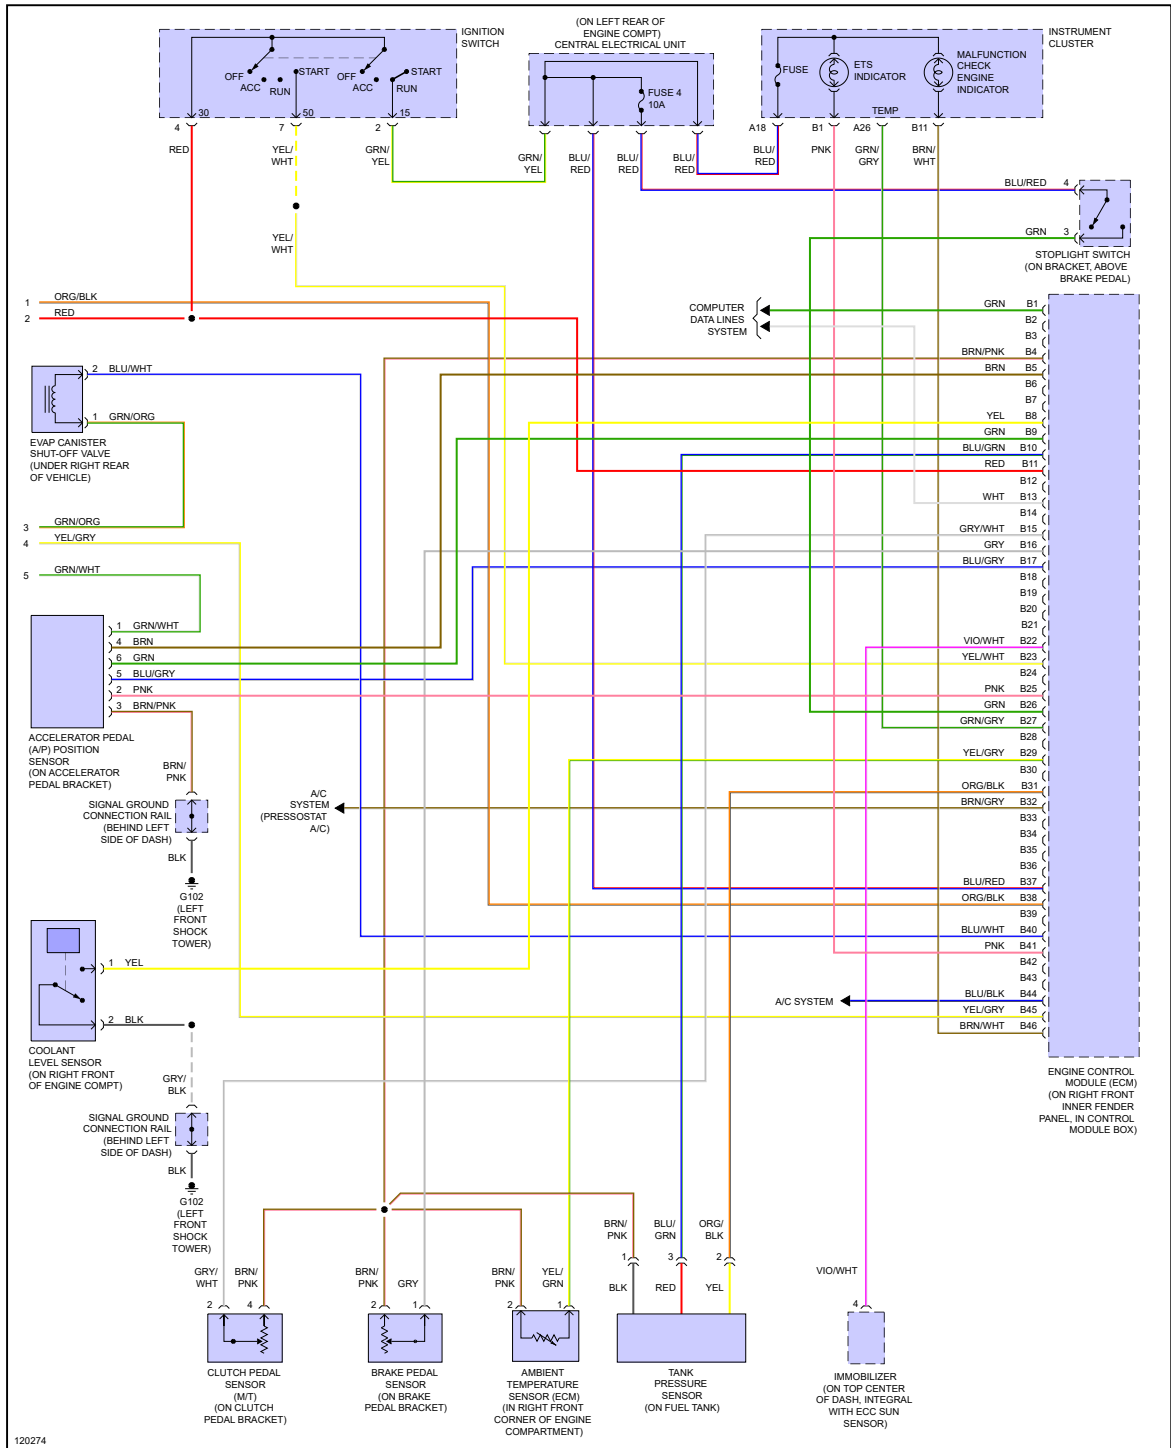 IGNITION
SWITCH
OFF
ACC
RUN
START
OFF
ACC
RUN
START
30
50
15
4
7
2
RED
YEL/
WHT
GRN/
YEL
YEL/
WHT
(ON LEFT REAR OF
ENGINE COMPT)
CENTRAL ELECTRICAL UNIT
FUSE 4
10A
GRN/
YEL
BLU/
RED
BLU/
RED
BLU/
RED
INSTRUMENT
CLUSTER
FUSE
ETS
INDICATOR
MALFUNCTION
CHECK
ENGINE
INDICATOR
TEMP
A18
B1
A26
B11
BLU/
RED
PNK
GRN/
GRY
BRN/
WHT
BLU/RED 4
GRN 3
STOPLIGHT SWITCH
(ON BRACKET, ABOVE
BRAKE PEDAL)
1 ORG/BLK
2 RED
COMPUTER
DATA LINES
SYSTEM
2 BLU/WHT
1 GRN/ORG
EVAP CANISTER
SHUT-OFF VALVE
(UNDER RIGHT REAR
OF VEHICLE)
3 GRN/ORG
4 YEL/GRY
5 GRN/WHT
1 GRN/WHT
4 BRN
6 GRN
5 BLU/GRY
2 PNK
3 BRN/PNK
ACCELERATOR PEDAL
(A/P) POSITION
SENSOR
(ON ACCELERATOR
PEDAL BRACKET)
BRN/
PNK
SIGNAL GROUND
CONNECTION RAIL
(BEHIND LEFT
SIDE OF DASH)
BLK
G102
(LEFT
FRONT
SHOCK
TOWER)
A/C
SYSTEM
(PRESSOSTAT
A/C)
GRN B1
B2
B3
BRN/PNK B4
BRN B5
B6
B7
YEL B8
GRN B9
BLU/GRN B10
RED B11
B12
WHT B13
B14
GRY/WHT B15
GRY B16
BLU/GRY B17
B18
B19
B20
B21
VIO/WHT B22
YEL/WHT B23
B24
PNK B25
GRN B26
GRN/GRY B27
B28
YEL/GRY B29
B30
ORG/BLK B31
BRN/GRY B32
B33
B34
B35
B36
BLU/RED B37
ORG/BLK B38
B39
BLU/WHT B40
PNK B41
B42
B43
A/C SYSTEM
BLU/BLK B44
YEL/GRY B45
BRN/WHT B46
ENGINE CONTROL
MODULE (ECM)
(ON RIGHT FRONT
INNER FENDER
PANEL, IN CONTROL
MODULE BOX)
1 YEL
2 BLK
COOLANT
LEVEL SENSOR
(ON RIGHT FRONT
OF ENGINE COMPT)
GRY/
BLK
SIGNAL GROUND
CONNECTION RAIL
(BEHIND LEFT
SIDE OF DASH)
BLK
G102
(LEFT
FRONT
SHOCK
TOWER)
GRY/
WHT
BRN/
PNK
2
4
CLUTCH PEDAL
SENSOR
(M/T)
(ON CLUTCH
PEDAL BRACKET)
BRN/
PNK
GRY
2
1
BRAKE PEDAL
SENSOR
(ON BRAKE
PEDAL BRACKET)
BRN/
PNK
YEL/
GRN
2
1
AMBIENT
TEMPERATURE
SENSOR (ECM)
(IN RIGHT FRONT
CORNER OF ENGINE
COMPARTMENT)
BRN/
PNK
BLU/
GRN
ORG/
BLK
1
3
2
BLK
RED
YEL
TANK
PRESSURE
SENSOR
(ON FUEL TANK)
VIO/WHT
4
IMMOBILIZER
(ON TOP CENTER
OF DASH, INTEGRAL
WITH ECC SUN
SENSOR)
120274